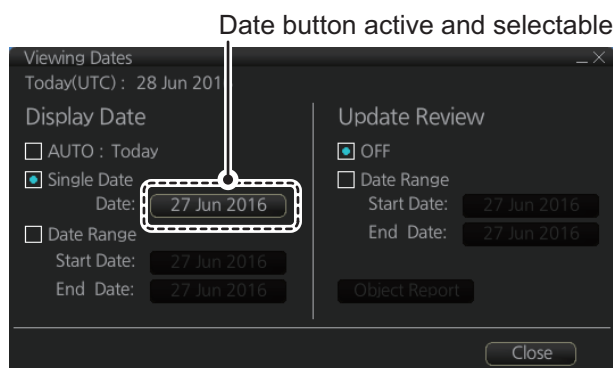 Date button active and selectable
Viewing Dates
Today(UTC) : 28 Jun 201
Display Date
AUTO : Today
Single Date
Date: 27 Jun 2016
Date Range
Start Date: 27 Jun 2016
End Date: 27 Jun 2016
Update Review
OFF
Date Range
Start Date: 27 Jun 2016
End Date: 27 Jun 2016
Object Report
Close